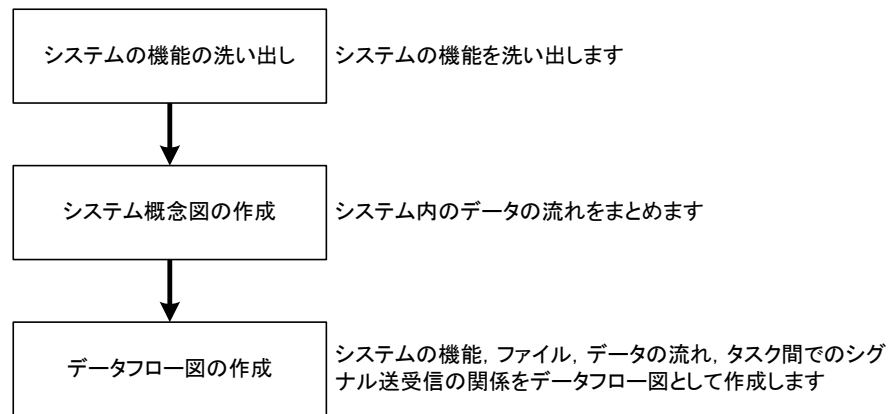 システムの機能の洗い出し
システムの機能を洗い出します
システム概念図の作成
システム内のデータの流れをまとめます
データフロー図の作成
システムの機能, ファイル, データの流れ, タスク間でのシグ
ナル送受信の関係をデータフロー図として作成します